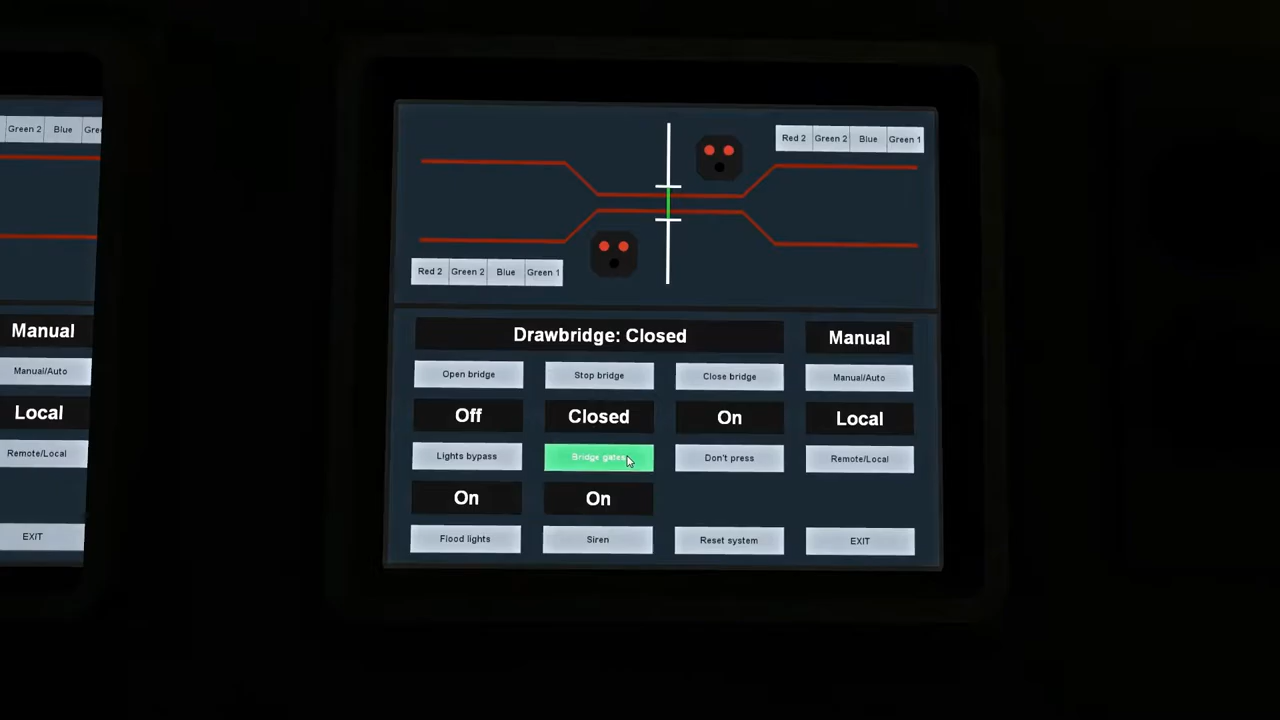 Green 2 Blue
Red 2 Green 2 Blue Green 1
Red 2 Green 2 Blue Green 1
Manual
Drawbridge: Closed
Manual
Manual/Auto
Open bridge
Stop bridge
Close bridge
Manual/Auto
Local
Off
Closed
On
Local
Remote/Local
Lights bypass
Bridge gates
Don't press
Remote/Local
On
On
EXIT
Flood lights
Siren
Reset system
EXIT